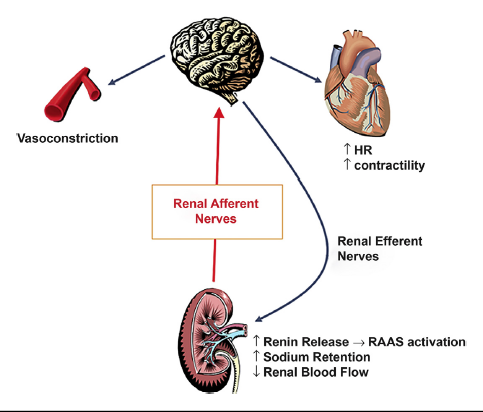 Vasoconstriction
↑ HR
↑ contractility
Renal Afferent
Nerves
Renal Efferent
Nerves
↑ Renin Release → RAAS activation
↑ Sodium Retention
↓ Renal Blood Flow